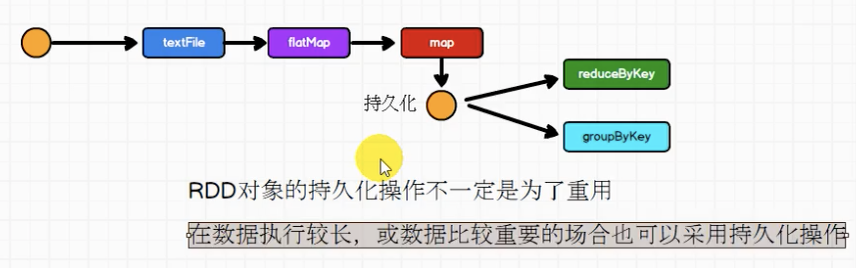 textFile
flatMap
map
持久化
reduceByKey
groupByKey
RDD对象的持久化操作不一定是为了重用
在数据执行较长，或数据比较重要的场合也可以采用持久化操作